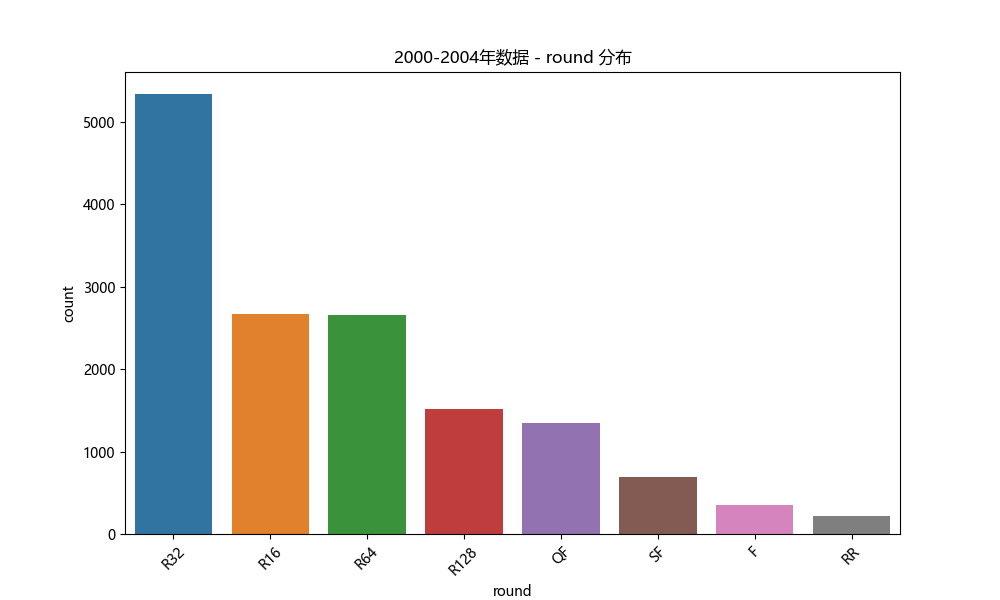 2000-2004年数据 - round 分布
count
5000
4000
3000
2000
1000
0
R32
R16
R64
R128
QF
SF
F
RR
round